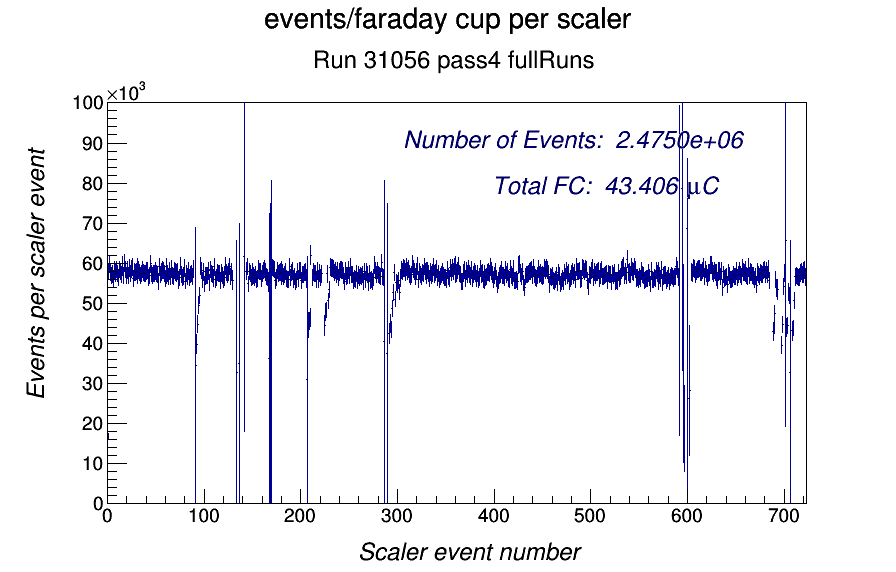 events/faraday cup per scaler
Run 31056 pass4 fullRuns
×10³
100
90
80
70
60
50
40
30
20
10
0
Events per scaler event
Number of Events: 2.4750e+06
Total FC: 43.406 μC
0 100 200 300 400 500 600 700
Scaler event number